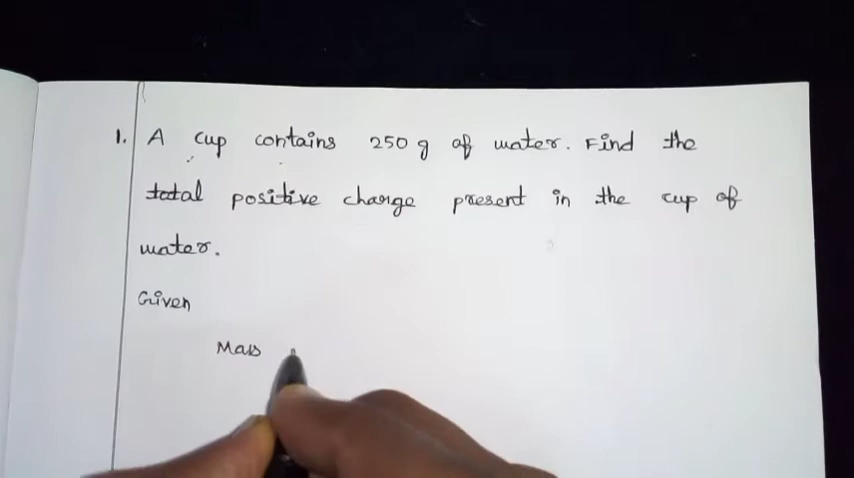 1. A cup contains 250 g of water. Find the
total positive charge present in the cup of
water.
Given
Mass